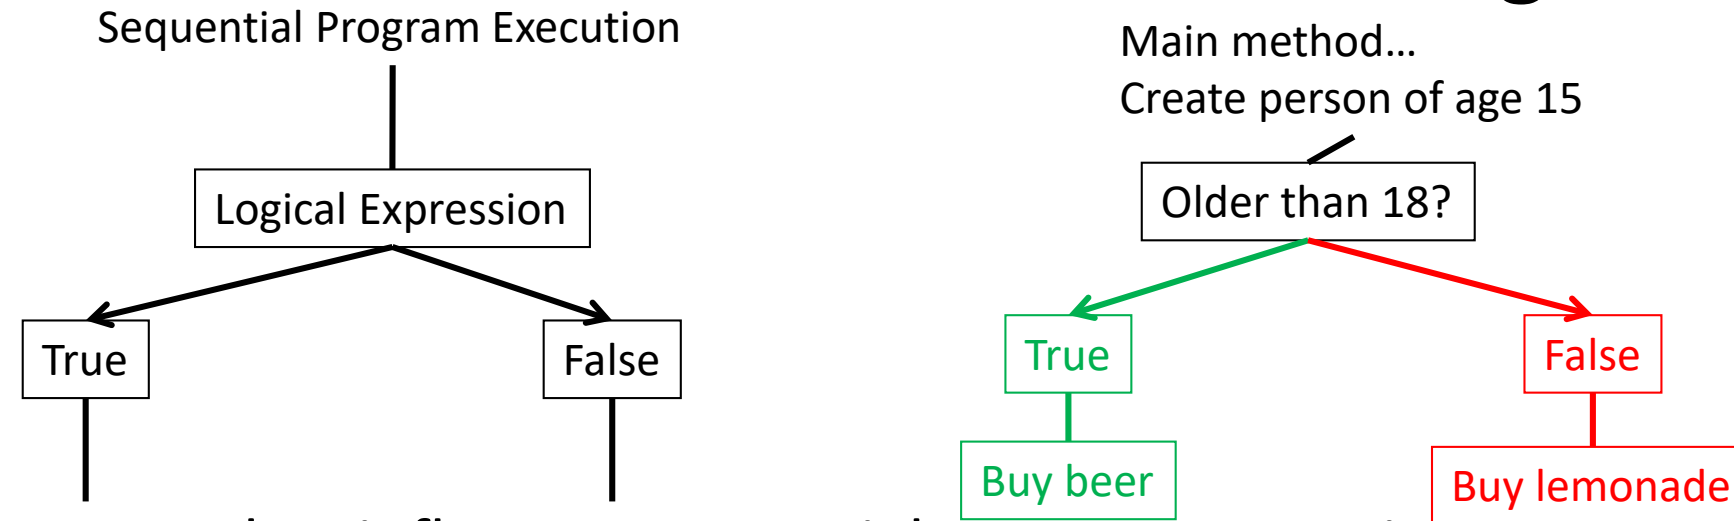 Sequential Program Execution
Logical Expression
True
False
Main method…
Create person of age 15
Older than 18?
True
False
Buy beer
Buy lemonade